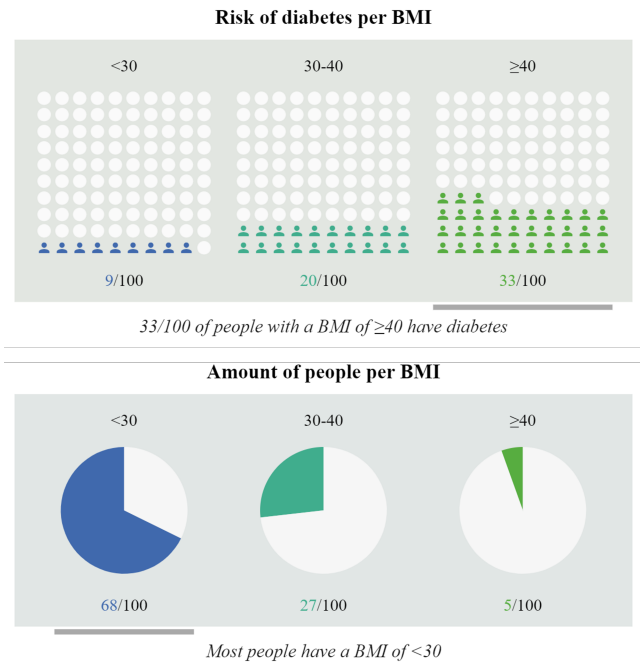 Risk of diabetes per BMI
<30 30-40 ≥40
9/100 20/100 33/100
33/100 of people with a BMI of ≥40 have diabetes
Amount of people per BMI
<30 30-40 ≥40
68/100 27/100 5/100
Most people have a BMI of <30